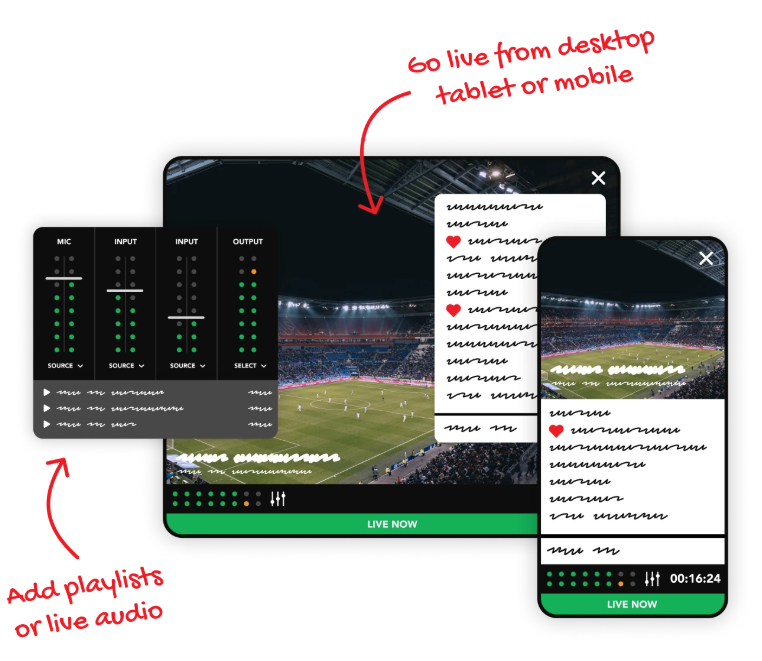 Go live from desktop
tablet or mobile
MIC INPUT INPUT OUTPUT
SOURCE SOURCE SOURCE SELECT
LIVE NOW
00:16:24
LIVE NOW
Add playlists
or live audio